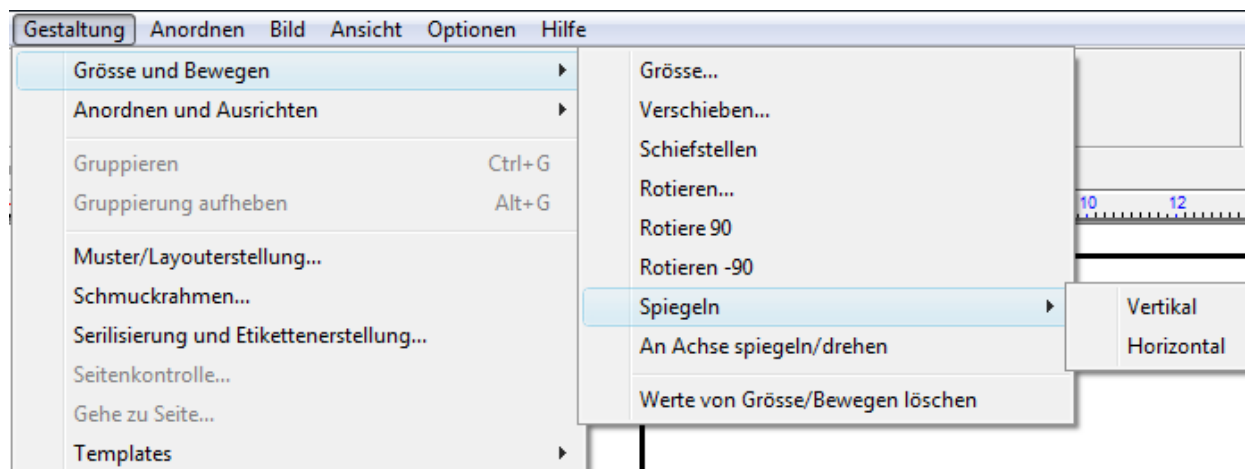 Gestaltung Anordnen Bild Ansicht Optionen Hilfe
Grösse und Bewegen
Anordnen und Ausrichten
Gruppieren Ctrl+G
Gruppierung aufheben Alt+G
Muster/Layouterstellung...
Schmuckrahmen...
Serilisierung und Etikettenerstellung...
Seitenkontrolle...
Gehe zu Seite...
Templates
Grösse...
Verschieben...
Schiefstellen
Rotieren...
Rotiere 90
Rotieren -90
Spiegeln
An Achse spiegeln/drehen
Werte von Grösse/Bewegen löschen
Vertikal
Horizontal
10 12